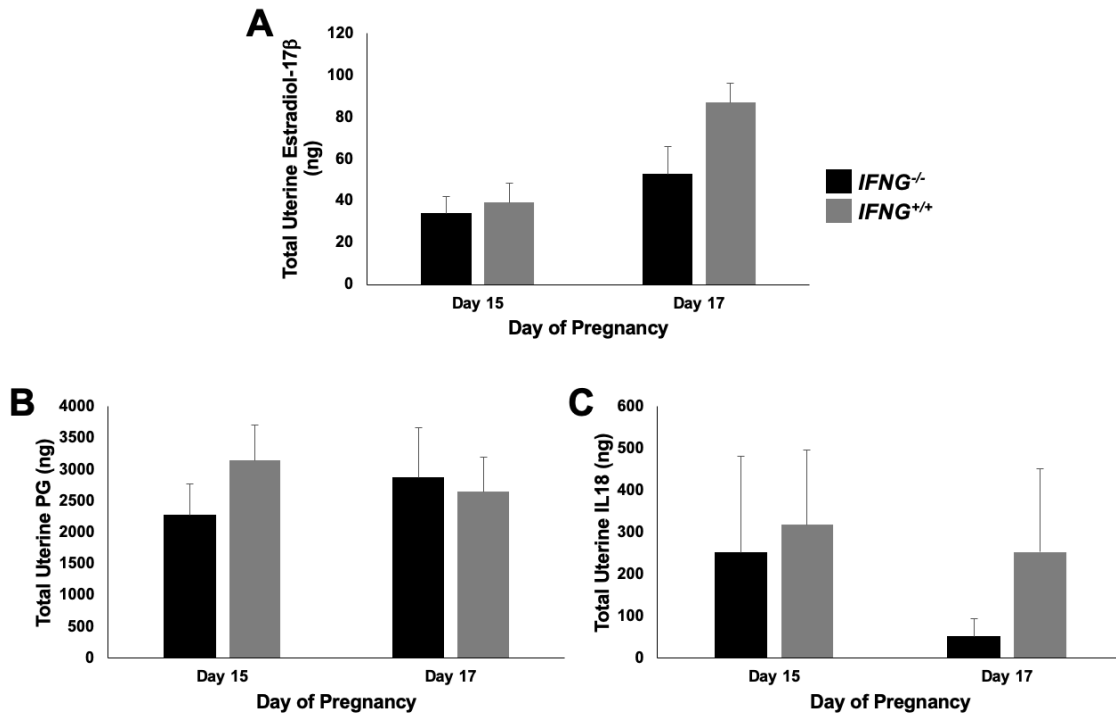 A
Total Uterine Estradiol-17β
(ng)
120
100
80
60
40
20
0
Day 15
Day 17
Day of Pregnancy
IFNG-/-
IFNG+/+
B
Total Uterine PG (ng)
4000
3500
3000
2500
2000
1500
1000
500
0
Day 15
Day 17
Day of Pregnancy
C
Total Uterine IL18 (ng)
600
500
400
300
200
100
0
Day 15
Day 17
Day of Pregnancy